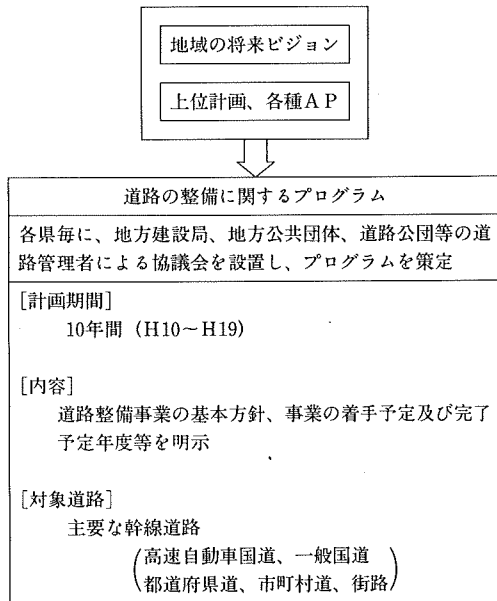 地域の将来ビジョン
上位計画、各種AP
道路の整備に関するプログラム
各県毎に、地方建設局、地方公共団体、道路公団等の道
路管理者による協議会を設置し、プログラムを策定
[計画期間]
10年間（H10〜H19）
[内容]
道路整備事業の基本方針、事業の着手予定及び完了
予定年度等を明示
[対象道路]
主要な幹線道路
（高速自動車国道、一般国道
都道府県道、市町村道、街路）